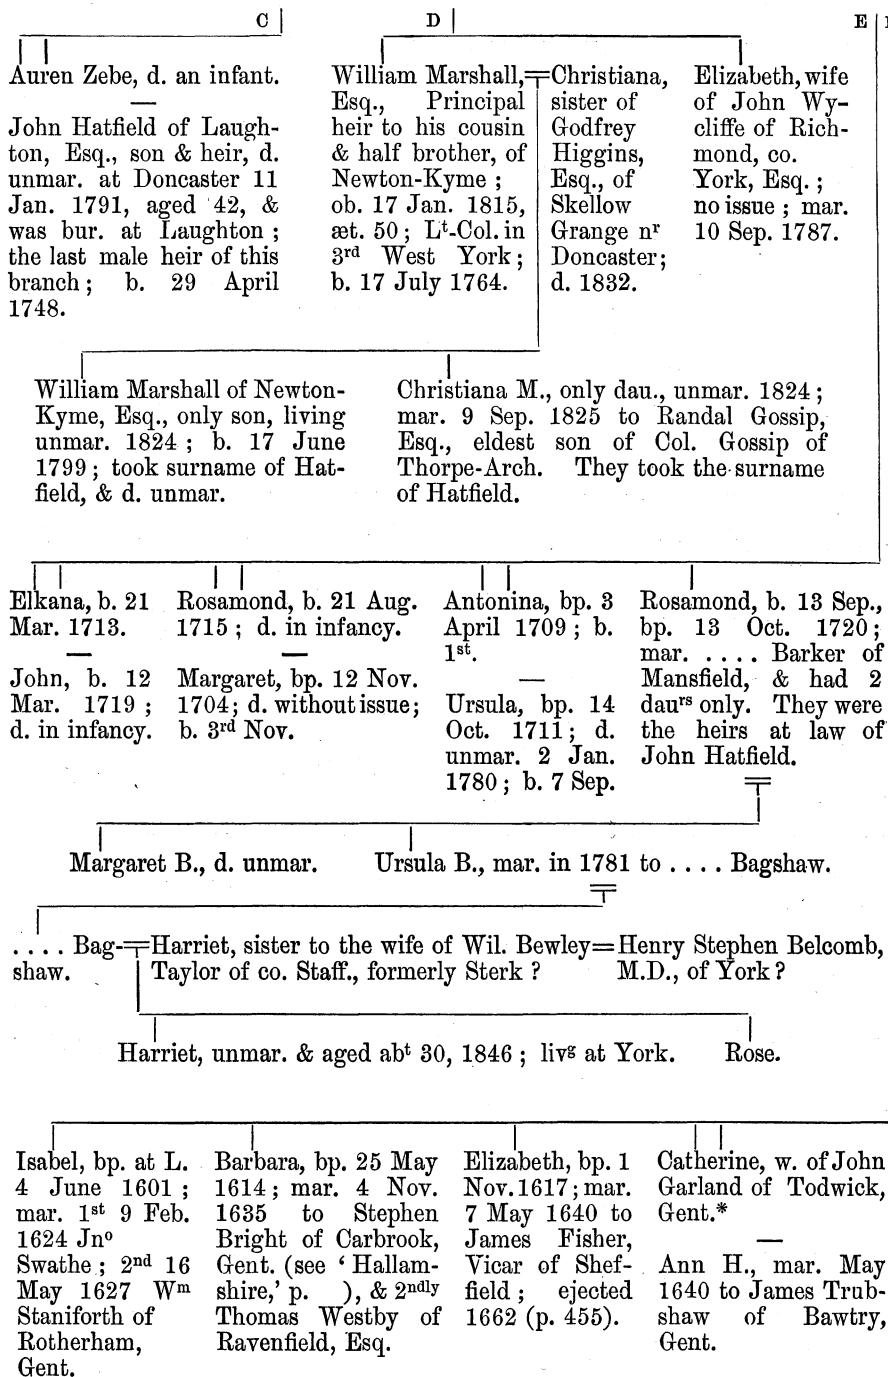 C D E
Auren Zebe, d. an infant.
—
John Hatfield of Laugh-
ton, Esq., son & heir, d.
unmar. at Doncaster 11
Jan. 1791, aged 42, &
was bur. at Laughton ;
the last male heir of this
branch ; b. 29 April
1748.
William Marshall,
Esq., Principal
heir to his cousin
& half brother, of
Newton-Kyme ;
ob. 17 Jan. 1815,
æt. 50 ; Lt-Col. in
3rd West York ;
b. 17 July 1764.
Christiana,
sister of
Godfrey
Higgins,
Esq., of
Skellow
Grange nr
Doncaster;
d. 1832.
Elizabeth, wife
of John Wy-
cliffe of Rich-
mond, co.
York, Esq. ;
no issue ; mar.
10 Sep. 1787.
William Marshall of Newton-
Kyme, Esq., only son, living
unmar. 1824 ; b. 17 June
1799 ; took surname of Hat-
field, & d. unmar.
Christiana M., only dau., unmar. 1824 ;
mar. 9 Sep. 1825 to Randal Gossip,
Esq., eldest son of Col. Gossip of
Thorpe-Arch. They took the surname
of Hatfield.
Elkana, b. 21
Mar. 1713.
—
John, b. 12
Mar. 1719 ;
d. in infancy.
Rosamond, b. 21 Aug.
1715 ; d. in infancy.
—
Margaret, bp. 12 Nov.
1704; d. without issue;
b. 3rd Nov.
Antonina, bp. 3
April 1709 ; b.
1st.
—
Ursula, bp. 14
Oct. 1711 ; d.
unmar. 2 Jan.
1780 ; b. 7 Sep.
Rosamond, b. 13 Sep.,
bp. 13 Oct. 1720;
mar. . . . . Barker of
Mansfield, & had 2
daurs only. They were
the heirs at law of
John Hatfield.
Margaret B., d. unmar.
Ursula B., mar. in 1781 to . . . . Bagshaw.
. . . . Bag-
shaw.
Harriet, sister to the wife of Wil. Bewley
Taylor of co. Staff., formerly Sterk ?
Henry Stephen Belcomb,
M.D., of York ?
Harriet, unmar. & aged abt 30, 1846 ; livg at York.
Rose.
Isabel, bp. at L.
4 June 1601 ;
mar. 1st 9 Feb.
1624 Jno
Swathe ; 2nd 16
May 1627 Wm
Staniforth of
Rotherham,
Gent.
Barbara, bp. 25 May
1614 ; mar. 4 Nov.
1635 to Stephen
Bright of Carbrook,
Gent. (see ‘ Hallam-
shire,’ p. ), & 2ndly
Thomas Westby of
Ravenfield, Esq.
Elizabeth, bp. 1
Nov. 1617 ; mar.
7 May 1640 to
James Fisher,
Vicar of Shef-
field ; ejected
1662 (p. 455).
Catherine, w. of John
Garland of Todwick,
Gent.*
—
Ann H., mar. May
1640 to James Trub-
shaw of Bawtry,
Gent.